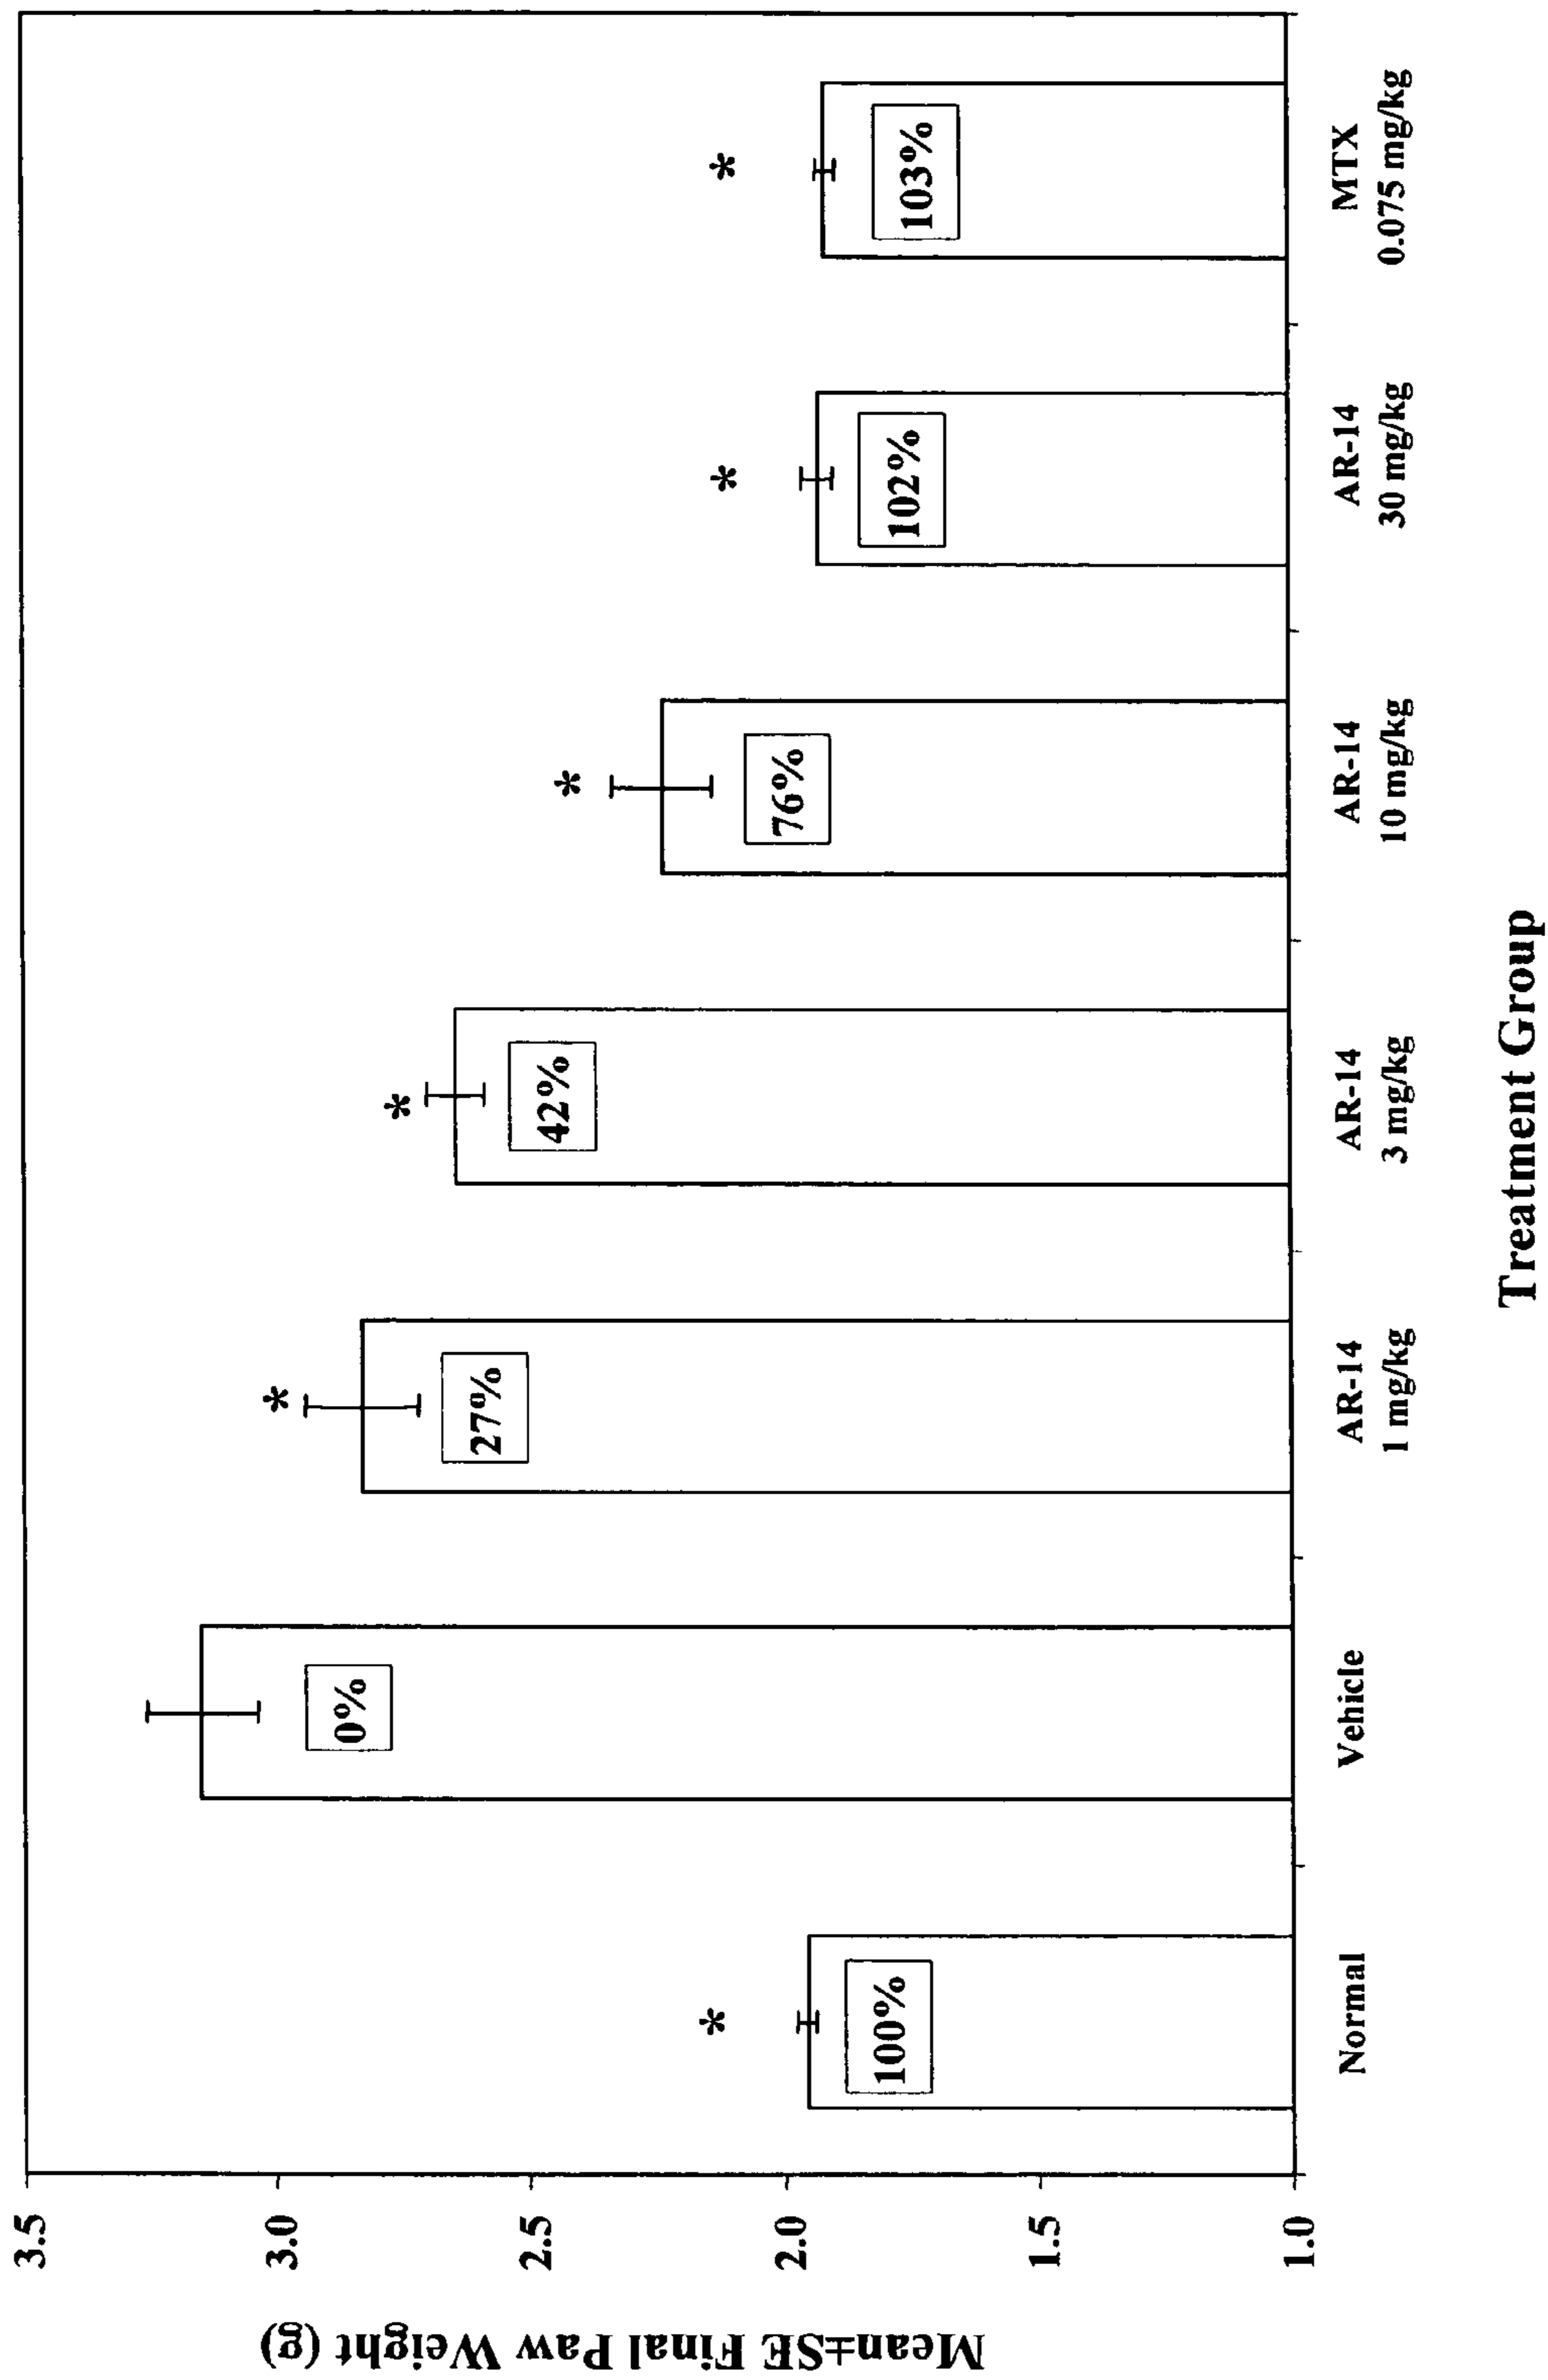 Mean±SE Final Paw Weight (g)
3.5
3.0
2.5
2.0
1.5
1.0
*
100%
0%
*
27%
*
42%
*
76%
*
102%
*
103%
Normal
Vehicle
AR-14
1 mg/kg
AR-14
3 mg/kg
AR-14
10 mg/kg
AR-14
30 mg/kg
MTX
0.075 mg/kg
Treatment Group